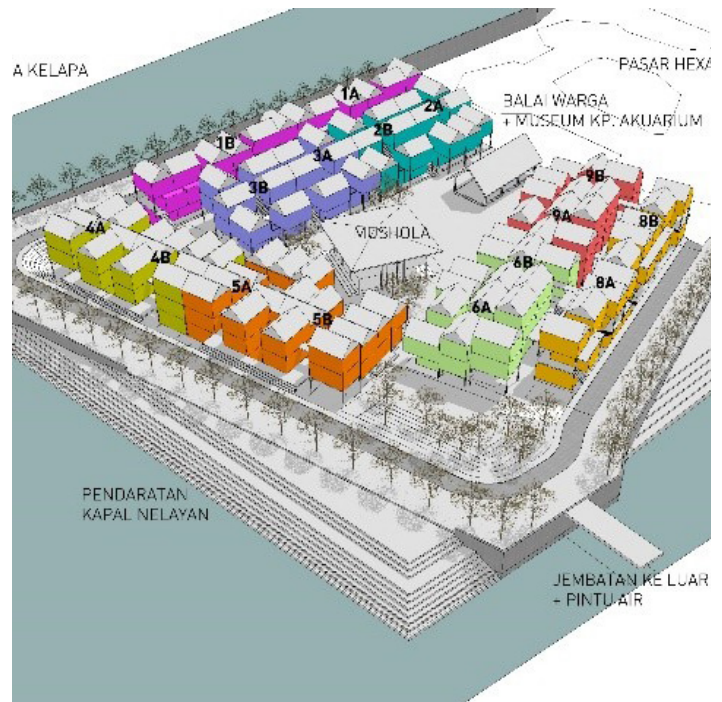 A KELAPA
PASAR HEXA
BALAI WARGA
+ MUSEUM KP. AKUARIUM
1A
2A
1B
2B
3A
3B
9B
4A
MUSHOLA
9A
8B
4B
6B
5A
8A
6A
5B
PENDARATAN
KAPAL NELAYAN
JEMBATAN KE LUAR
+ PINTU AIR